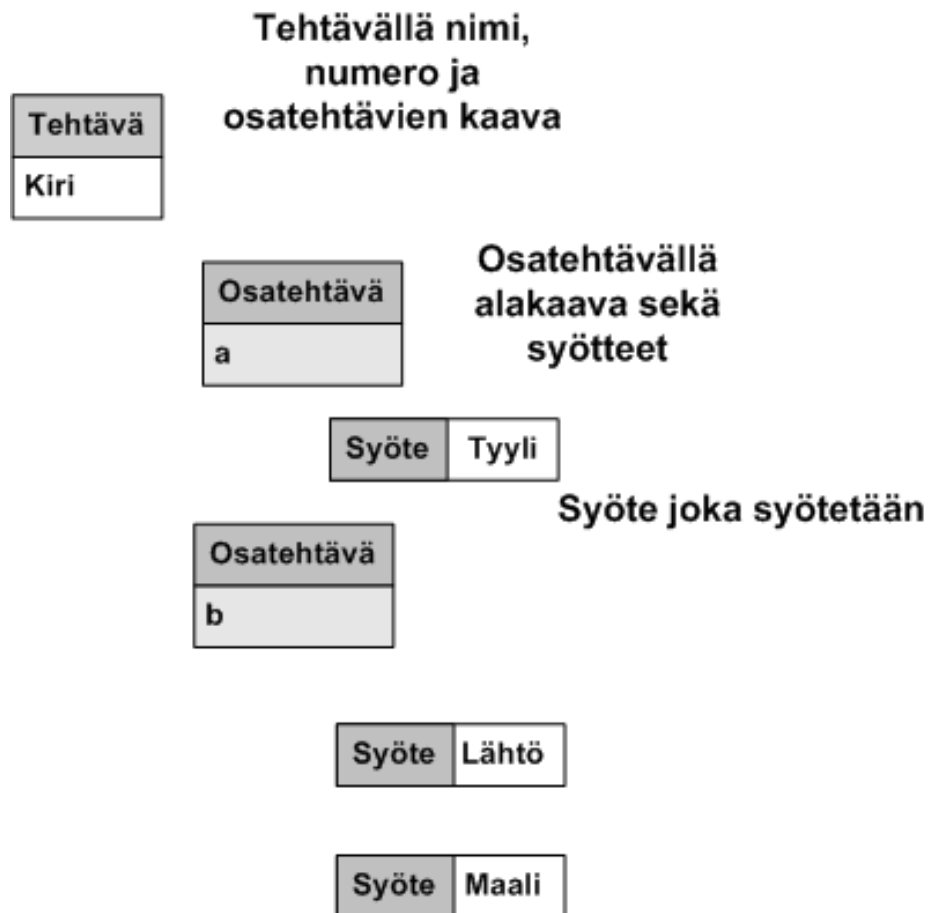 Tehtävällä nimi,
numero ja
osatehtävien kaava
Tehtävä
Kiri
Osatehtävä
a
Osatehtävällä
alakaava sekä
syötteet
Syöte Tyyli
Syöte joka syötetään
Osatehtävä
b
Syöte Lähtö
Syöte Maali